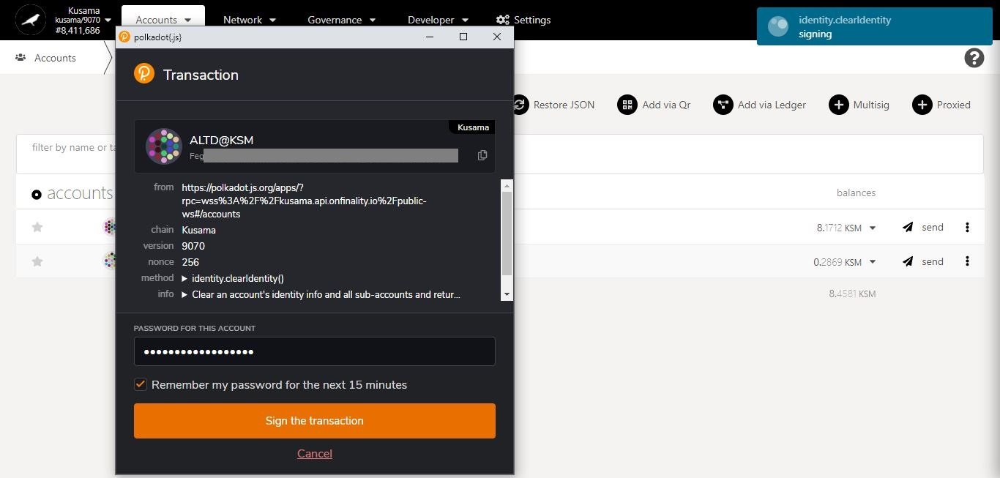 Kusama
kusama/9070
#8,411,686
Accounts
Network
Governance
Developer
Settings
identity.clearIdentity
signing
polkadot{.js}
Accounts
Transaction
Restore JSON
Add via Qr
Add via Ledger
Multisig
Proxied
Kusama
ALTD@KSM
Feg
filter by name or ta
from
https://polkadot.js.org/apps/?
rpc=wss%3A%2F%2Fkusama.api.onfinality.io%2Fpublic-
ws#/accounts
accounts
balances
chain Kusama
8.1712 KSM
send
version 9070
nonce 256
0.2869 KSM
send
method identity.clearIdentity()
info Clear an account's identity info and all sub-accounts and retur...
8.4581 KSM
PASSWORD FOR THIS ACCOUNT
Remember my password for the next 15 minutes
Sign the transaction
Cancel